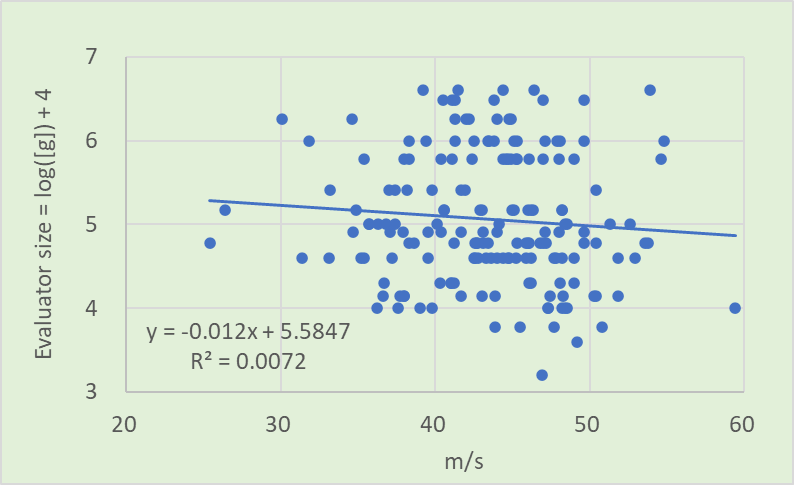 Evaluator size = log([g]) + 4
7
6
5
4
3
y = -0.012x + 5.5847
R² = 0.0072
20
30
40
50
60
m/s